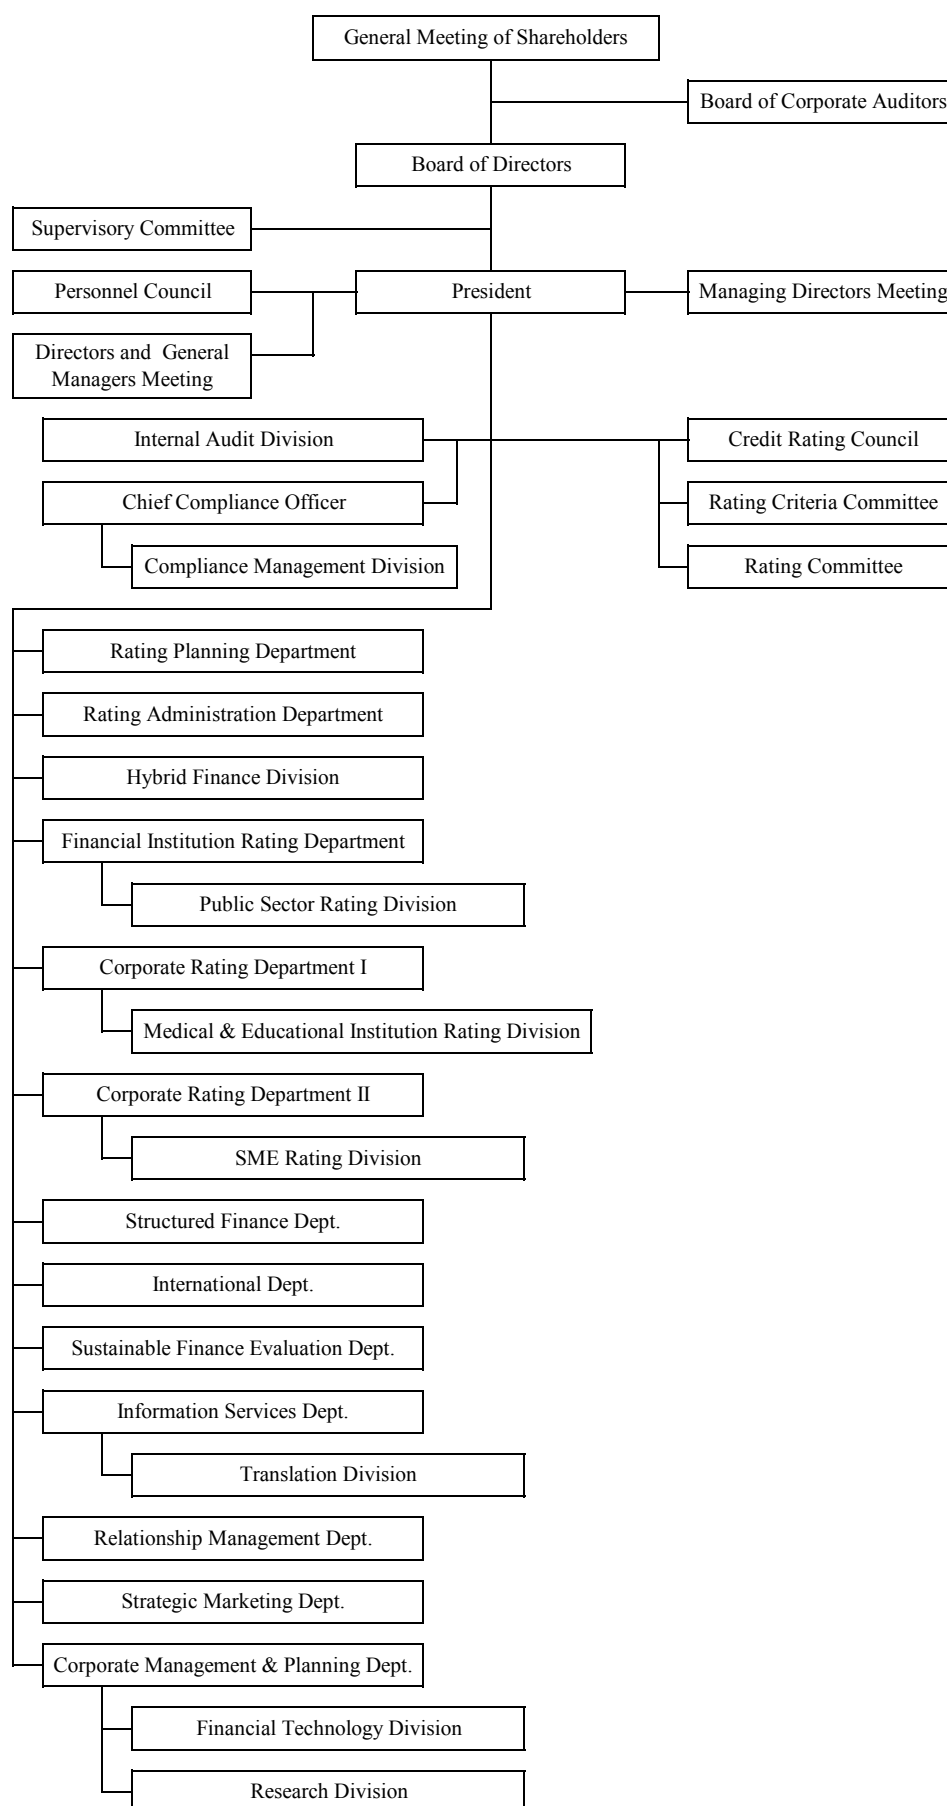 General Meeting of Shareholders
Board of Corporate Auditors
Board of Directors
Supervisory Committee
Personnel Council
President
Managing Directors Meeting
Directors and General
Managers Meeting
Internal Audit Division
Credit Rating Council
Chief Compliance Officer
Rating Criteria Committee
Compliance Management Division
Rating Committee
Rating Planning Department
Rating Administration Department
Hybrid Finance Division
Financial Institution Rating Department
Public Sector Rating Division
Corporate Rating Department I
Medical & Educational Institution Rating Division
Corporate Rating Department II
SME Rating Division
Structured Finance Dept.
International Dept.
Sustainable Finance Evaluation Dept.
Information Services Dept.
Translation Division
Relationship Management Dept.
Strategic Marketing Dept.
Corporate Management & Planning Dept.
Financial Technology Division
Research Division